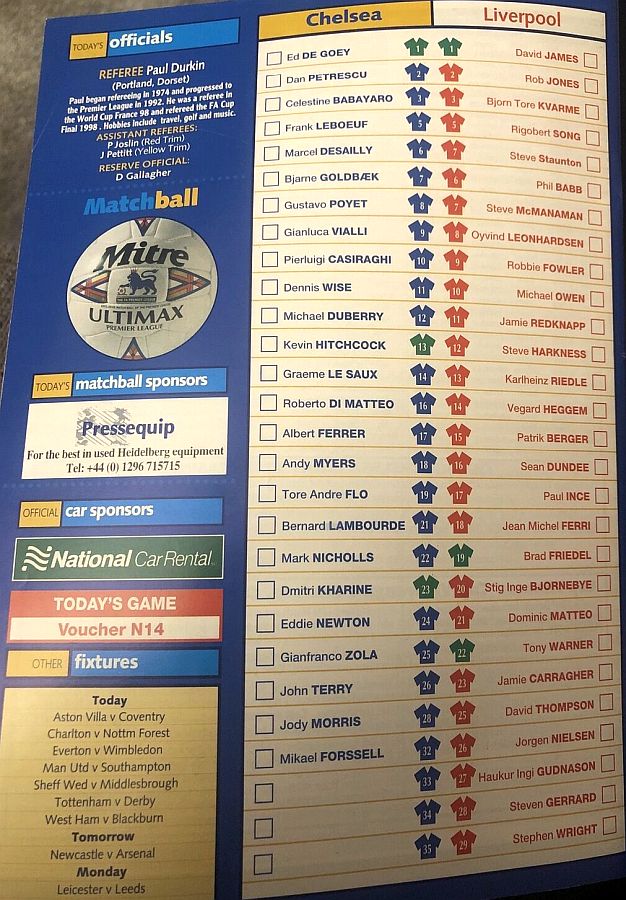 TODAY'S officials
REFEREE Paul Durkin
(Portland, Dorset)
Paul began refereeing in 1974 and progressed to
the Premier League in 1992. He was a referee in
the World Cup France 98 and refereed the FA Cup
Final 1998. Hobbies include travel, golf and music.
ASSISTANT REFEREES:
P Joslin (Red Trim)
J Pettitt (Yellow Trim)
RESERVE OFFICIAL:
D Gallagher
Matchball
Mitre
ULTIMAX
PREMIER LEAGUE
TODAY'S matchball sponsors
Pressequip
For the best in used Heidelberg equipment
Tel: +44 (0) 1296 715715
OFFICIAL car sponsors
National Car Rental
TODAY'S GAME
Voucher N14
OTHER fixtures
Today
Aston Villa v Coventry
Charlton v Nottm Forest
Everton v Wimbledon
Man Utd v Southampton
Sheff Wed v Middlesbrough
Tottenham v Derby
West Ham v Blackburn
Tomorrow
Newcastle v Arsenal
Monday
Leicester v Leeds
Chelsea Liverpool
Ed DE GOEY 1 1 David JAMES
Dan PETRESCU 2 2 Rob JONES
Celestine BABAYARO 3 3 Bjorn Tore KVARME
Frank LEBOEUF 5 5 Rigobert SONG
Marcel DESAILLY 6 7 Steve Staunton
Bjarne GOLDBÆK 7 6 Phil BABB
Gustavo POYET 8 7 Steve McMANAMAN
Gianluca VIALLI 9 8 Oyvind LEONHARDSEN
Pierluigi CASIRAGHI 10 9 Robbie FOWLER
Dennis WISE 11 10 Michael OWEN
Michael DUBERRY 12 11 Jamie REDKNAPP
Kevin HITCHCOCK 13 12 Steve HARKNESS
Graeme LE SAUX 14 13 Karlheinz RIEDLE
Roberto DI MATTEO 16 14 Vegard HEGGEM
Albert FERRER 17 15 Patrik BERGER
Andy MYERS 18 16 Sean DUNDEE
Tore Andre FLO 19 17 Paul INCE
Bernard LAMBOURDE 21 18 Jean Michel FERRI
Mark NICHOLLS 22 19 Brad FRIEDEL
Dmitri KHARINE 23 20 Stig Inge BJORNEBYE
Eddie NEWTON 24 21 Dominic MATTEO
Gianfranco ZOLA 25 22 Tony WARNER
John TERRY 26 23 Jamie CARRAGHER
Jody MORRIS 28 25 David THOMPSON
Mikael FORSSELL 32 26 Jorgen NIELSEN
33 27 Haukur Ingi GUDNASON
34 28 Steven GERRARD
35 29 Stephen WRIGHT